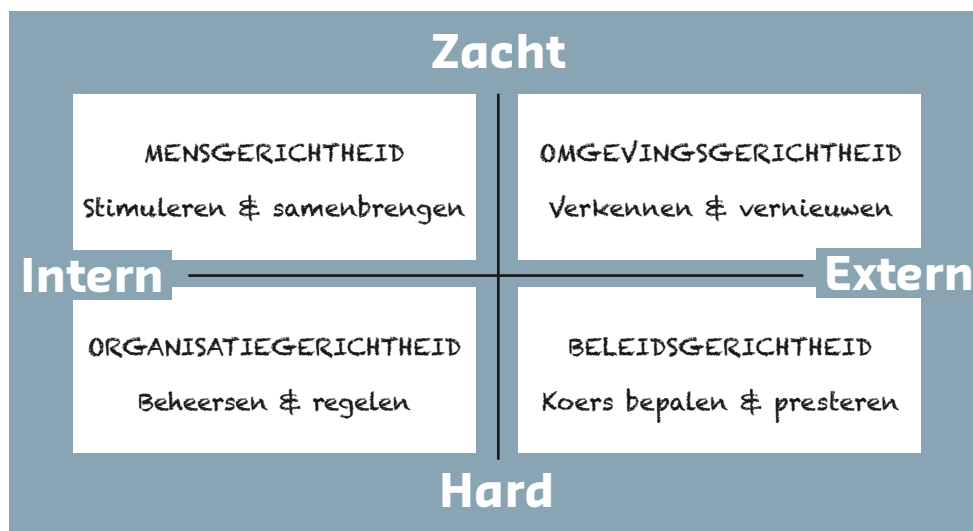 Zacht
MENSGERICHTHEID
Stimuleren & samenbrengen
OMGEVINGSGERICHTHEID
Verkennen & vernieuwen
Intern
Extern
ORGANISATIEGERICHTHEID
Beheersen & regelen
BELEIDSGERICHTHEID
Koers bepalen & presteren
Hard